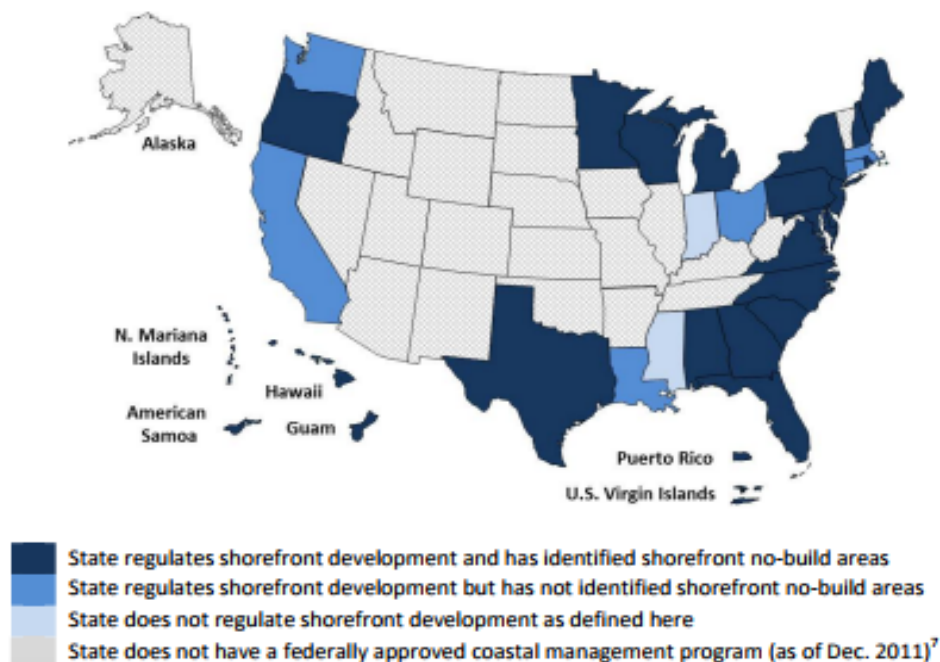 Alaska
N. Mariana
Islands
Hawaii
American
Samoa
Guam
Puerto Rico
U.S. Virgin Islands
State regulates shorefront development and has identified shorefront no-build areas
State regulates shorefront development but has not identified shorefront no-build areas
State does not regulate shorefront development as defined here
State does not have a federally approved coastal management program (as of Dec. 2011)⁷